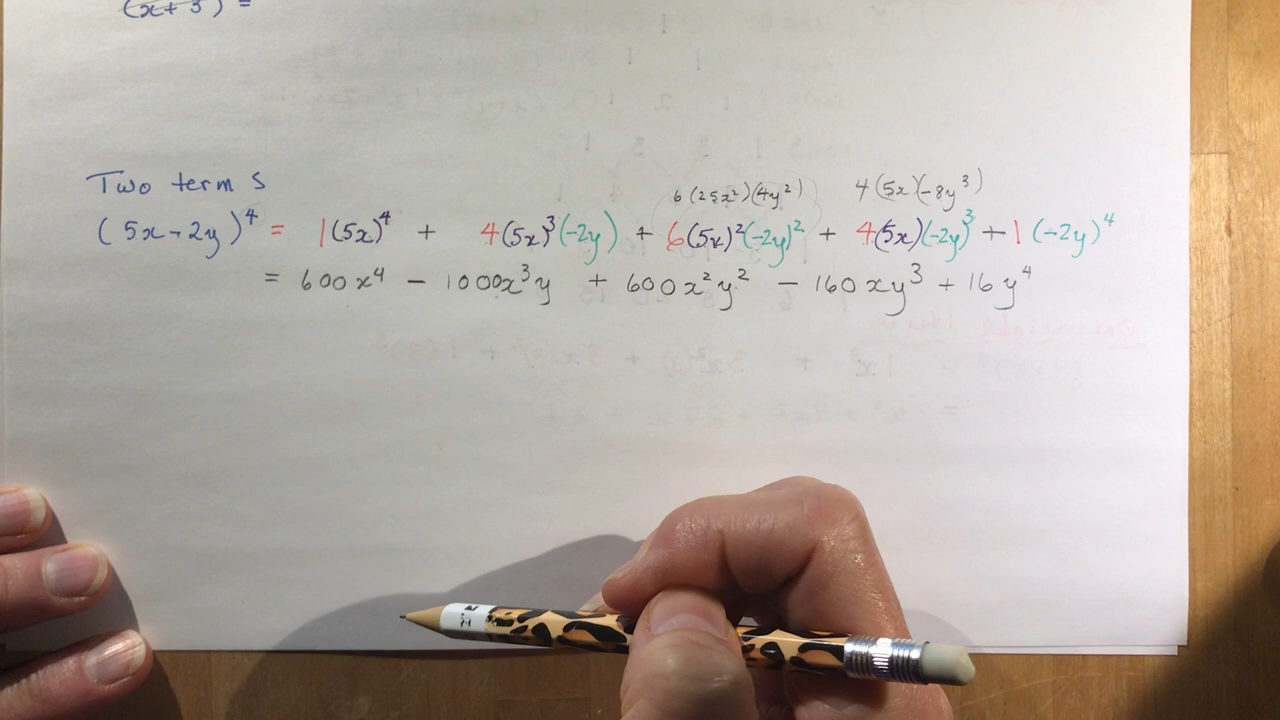 (x+3) =
Two terms
6(25x²)(4y²) 4(5x)(-8y³)
(5x-2y)⁴ = 1(5x)⁴ + 4(5x)³(-2y) + 6(5x)²(-2y)² + 4(5x)(-2y)³ + 1(-2y)⁴
= 600x⁴ - 1000x³y + 600x²y² - 160xy³ + 16y⁴